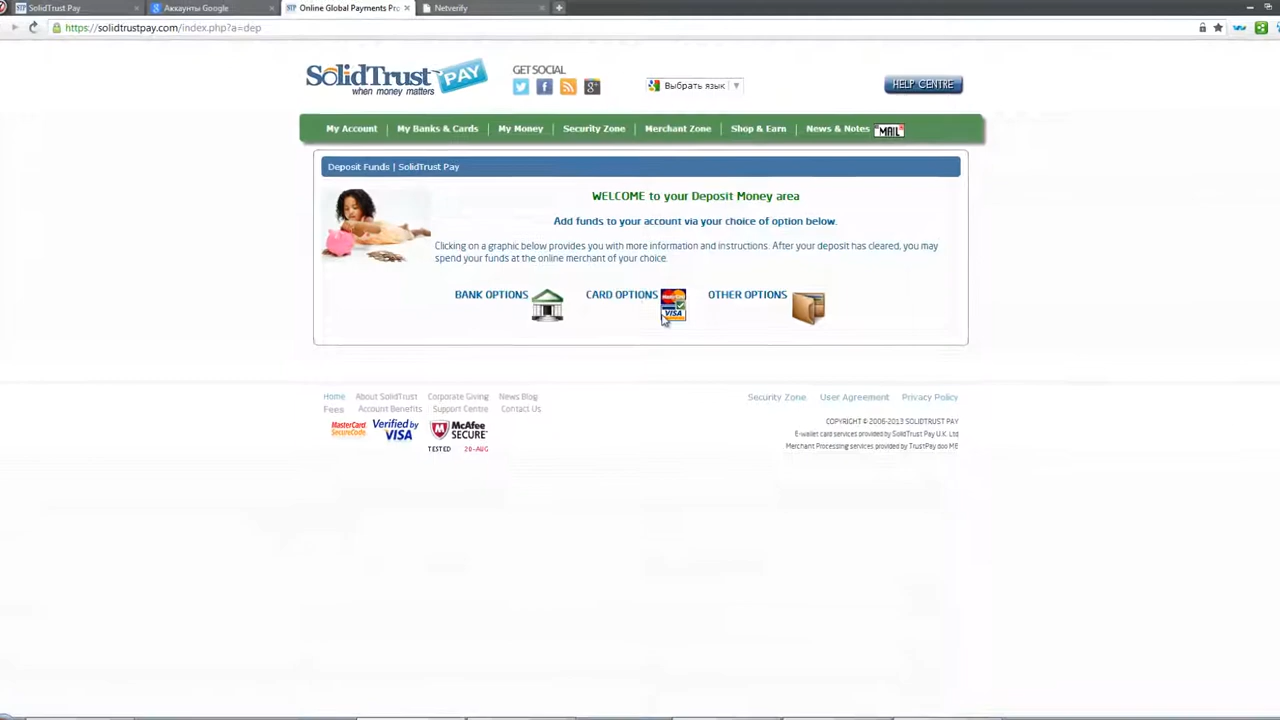 SolidTrust Pay
Аккаунты Google
STP
Online Global Payments Pro
Netverify
https://solidtrustpay.com/index.php?a=dep
SolidTrust PAY
when money matters
GET SOCIAL
Выбрать язык
HELP CENTRE
My Account
My Banks & Cards
My Money
Security Zone
Merchant Zone
Shop & Earn
News & Notes
MAIL
Deposit Funds | SolidTrust Pay
WELCOME to your Deposit Money area
Add funds to your account via your choice of option below.
Clicking on a graphic below provides you with more information and instructions. After your deposit has cleared, you may
spend your funds at the online merchant of your choice.
BANK OPTIONS
CARD OPTIONS
MasterCard
VISA
OTHER OPTIONS
Home About SolidTrust Corporate Giving News Blog
Fees Account Benefits Support Centre Contact Us
MasterCard
SecureCode
Verified by
VISA
McAfee
SECURE
TESTED 20-AUG
Security Zone User Agreement Privacy Policy
COPYRIGHT © 2006-2013 SOLIDTRUST PAY
E-wallet card services provided by SolidTrust Pay U.K. Ltd
Merchant Processing services provided by TrustPay doo ME